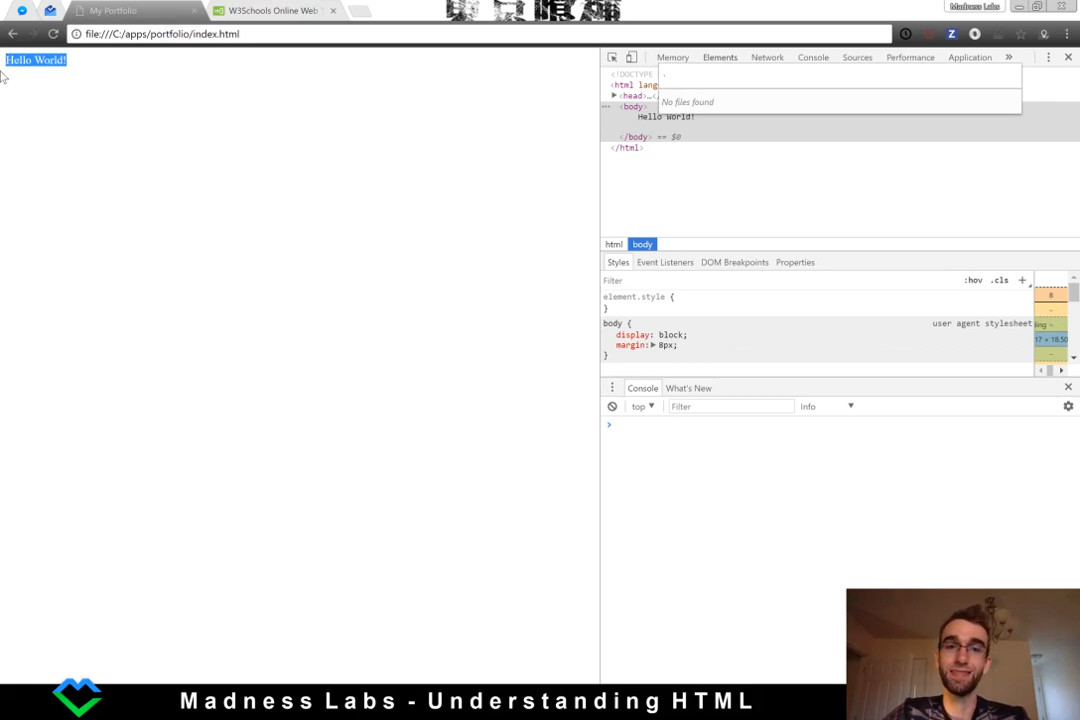 My Portfolio
W3Schools Online Web
Madness Labs
file:///C:/apps/portfolio/index.html
Hello World!
Memory Elements Network Console Sources Performance Application
<!DOCTYPE
<html lang
<head>…<
No files found
<body>
Hello World!
</body> == $0
</html>
html body
Styles Event Listeners DOM Breakpoints Properties
Filter :hov .cls +
element.style {
}
body { user agent stylesheet
display: block;
margin: 8px;
}
8
-
-
-
Console What's New
top Filter Info
>
Madness Labs - Understanding HTML